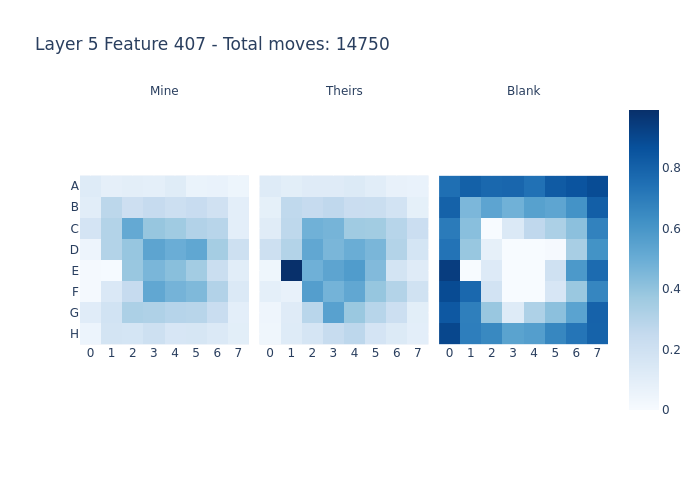 Layer 5 Feature 407 - Total moves: 14750
Mine Theirs Blank
A
B
C
D
E
F
G
H
0 1 2 3 4 5 6 7 0 1 2 3 4 5 6 7 0 1 2 3 4 5 6 7
0.8
0.6
0.4
0.2
0